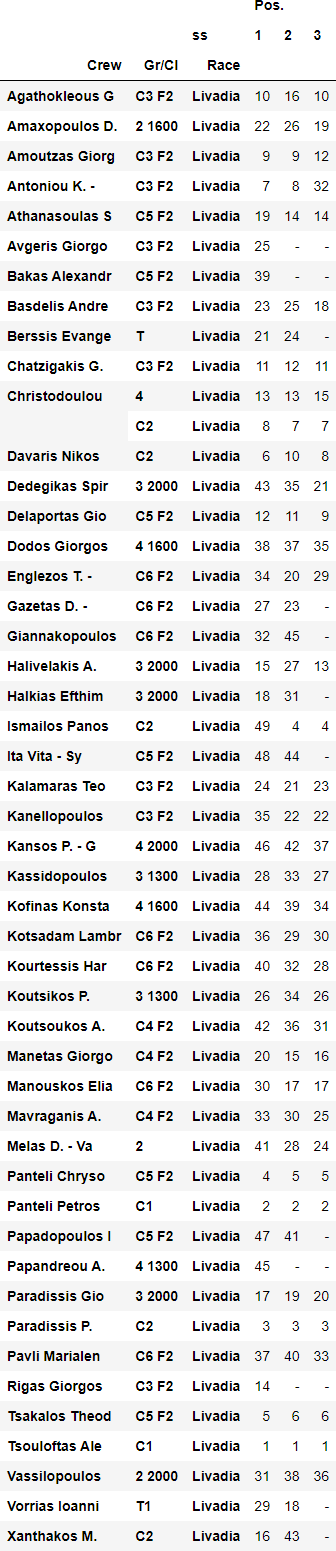 Pos.
ss 1 2 3
Crew Gr/Cl Race
Agathokleous G C3 F2 Livadia 10 16 10
Amaxopoulos D. 2 1600 Livadia 22 26 19
Amoutzas Giorg C3 F2 Livadia 9 9 12
Antoniou K. - C3 F2 Livadia 7 8 32
Athanasoulas S C5 F2 Livadia 19 14 14
Avgeris Giorgo C3 F2 Livadia 25 - -
Bakas Alexandr C5 F2 Livadia 39 - -
Basdelis Andre C3 F2 Livadia 23 25 18
Berssis Evange T Livadia 21 24 -
Chatzigakis G. C3 F2 Livadia 11 12 11
Christodoulou 4 Livadia 13 13 15
C2 Livadia 8 7 7
Davaris Nikos C2 Livadia 6 10 8
Dedegikas Spir 3 2000 Livadia 43 35 21
Delaportas Gio C5 F2 Livadia 12 11 9
Dodos Giorgos 4 1600 Livadia 38 37 35
Englezos T. - C6 F2 Livadia 34 20 29
Gazetas D. - C6 F2 Livadia 27 23 -
Giannakopoulos C6 F2 Livadia 32 45 -
Halivelakis A. 3 2000 Livadia 15 27 13
Halkias Efthim 3 2000 Livadia 18 31 -
Ismailos Panos C2 Livadia 49 4 4
Ita Vita - Sy C5 F2 Livadia 48 44 -
Kalamaras Teo C3 F2 Livadia 24 21 23
Kanellopoulos C3 F2 Livadia 35 22 22
Kansos P. - G 4 2000 Livadia 46 42 37
Kassidopoulos 3 1300 Livadia 28 33 27
Kofinas Konsta 4 1600 Livadia 44 39 34
Kotsadam Lambr C6 F2 Livadia 36 29 30
Kourtessis Har C6 F2 Livadia 40 32 28
Koutsikos P. 3 1300 Livadia 26 34 26
Koutsoukos A. C4 F2 Livadia 42 36 31
Manetas Giorgo C4 F2 Livadia 20 15 16
Manouskos Elia C6 F2 Livadia 30 17 17
Mavraganis A. C4 F2 Livadia 33 30 25
Melas D. - Va 2 Livadia 41 28 24
Panteli Chryso C5 F2 Livadia 4 5 5
Panteli Petros C1 Livadia 2 2 2
Papadopoulos I C5 F2 Livadia 47 41 -
Papandreou A. 4 1300 Livadia 45 - -
Paradissis Gio 3 2000 Livadia 17 19 20
Paradissis P. C2 Livadia 3 3 3
Pavli Marialen C6 F2 Livadia 37 40 33
Rigas Giorgos C3 F2 Livadia 14 - -
Tsakalos Theod C5 F2 Livadia 5 6 6
Tsouloftas Ale C1 Livadia 1 1 1
Vassilopoulos 2 2000 Livadia 31 38 36
Vorrias Ioanni T1 Livadia 29 18 -
Xanthakos M. C2 Livadia 16 43 -